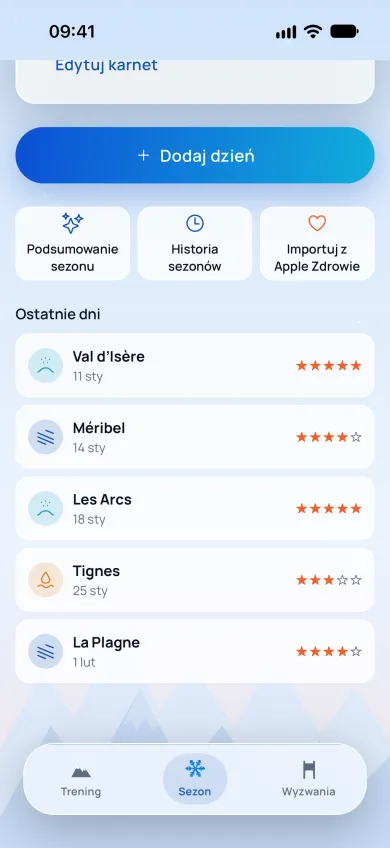 09:41
Edytuj karnet
+ Dodaj dzień
Podsumowanie
sezonu
Historia
sezonów
Importuj z
Apple Zdrowie
Ostatnie dni
Val d'Isère
11 sty
Méribel
14 sty
Les Arcs
18 sty
Tignes
25 sty
La Plagne
1 lut
Trening
Sezon
Wyzwania